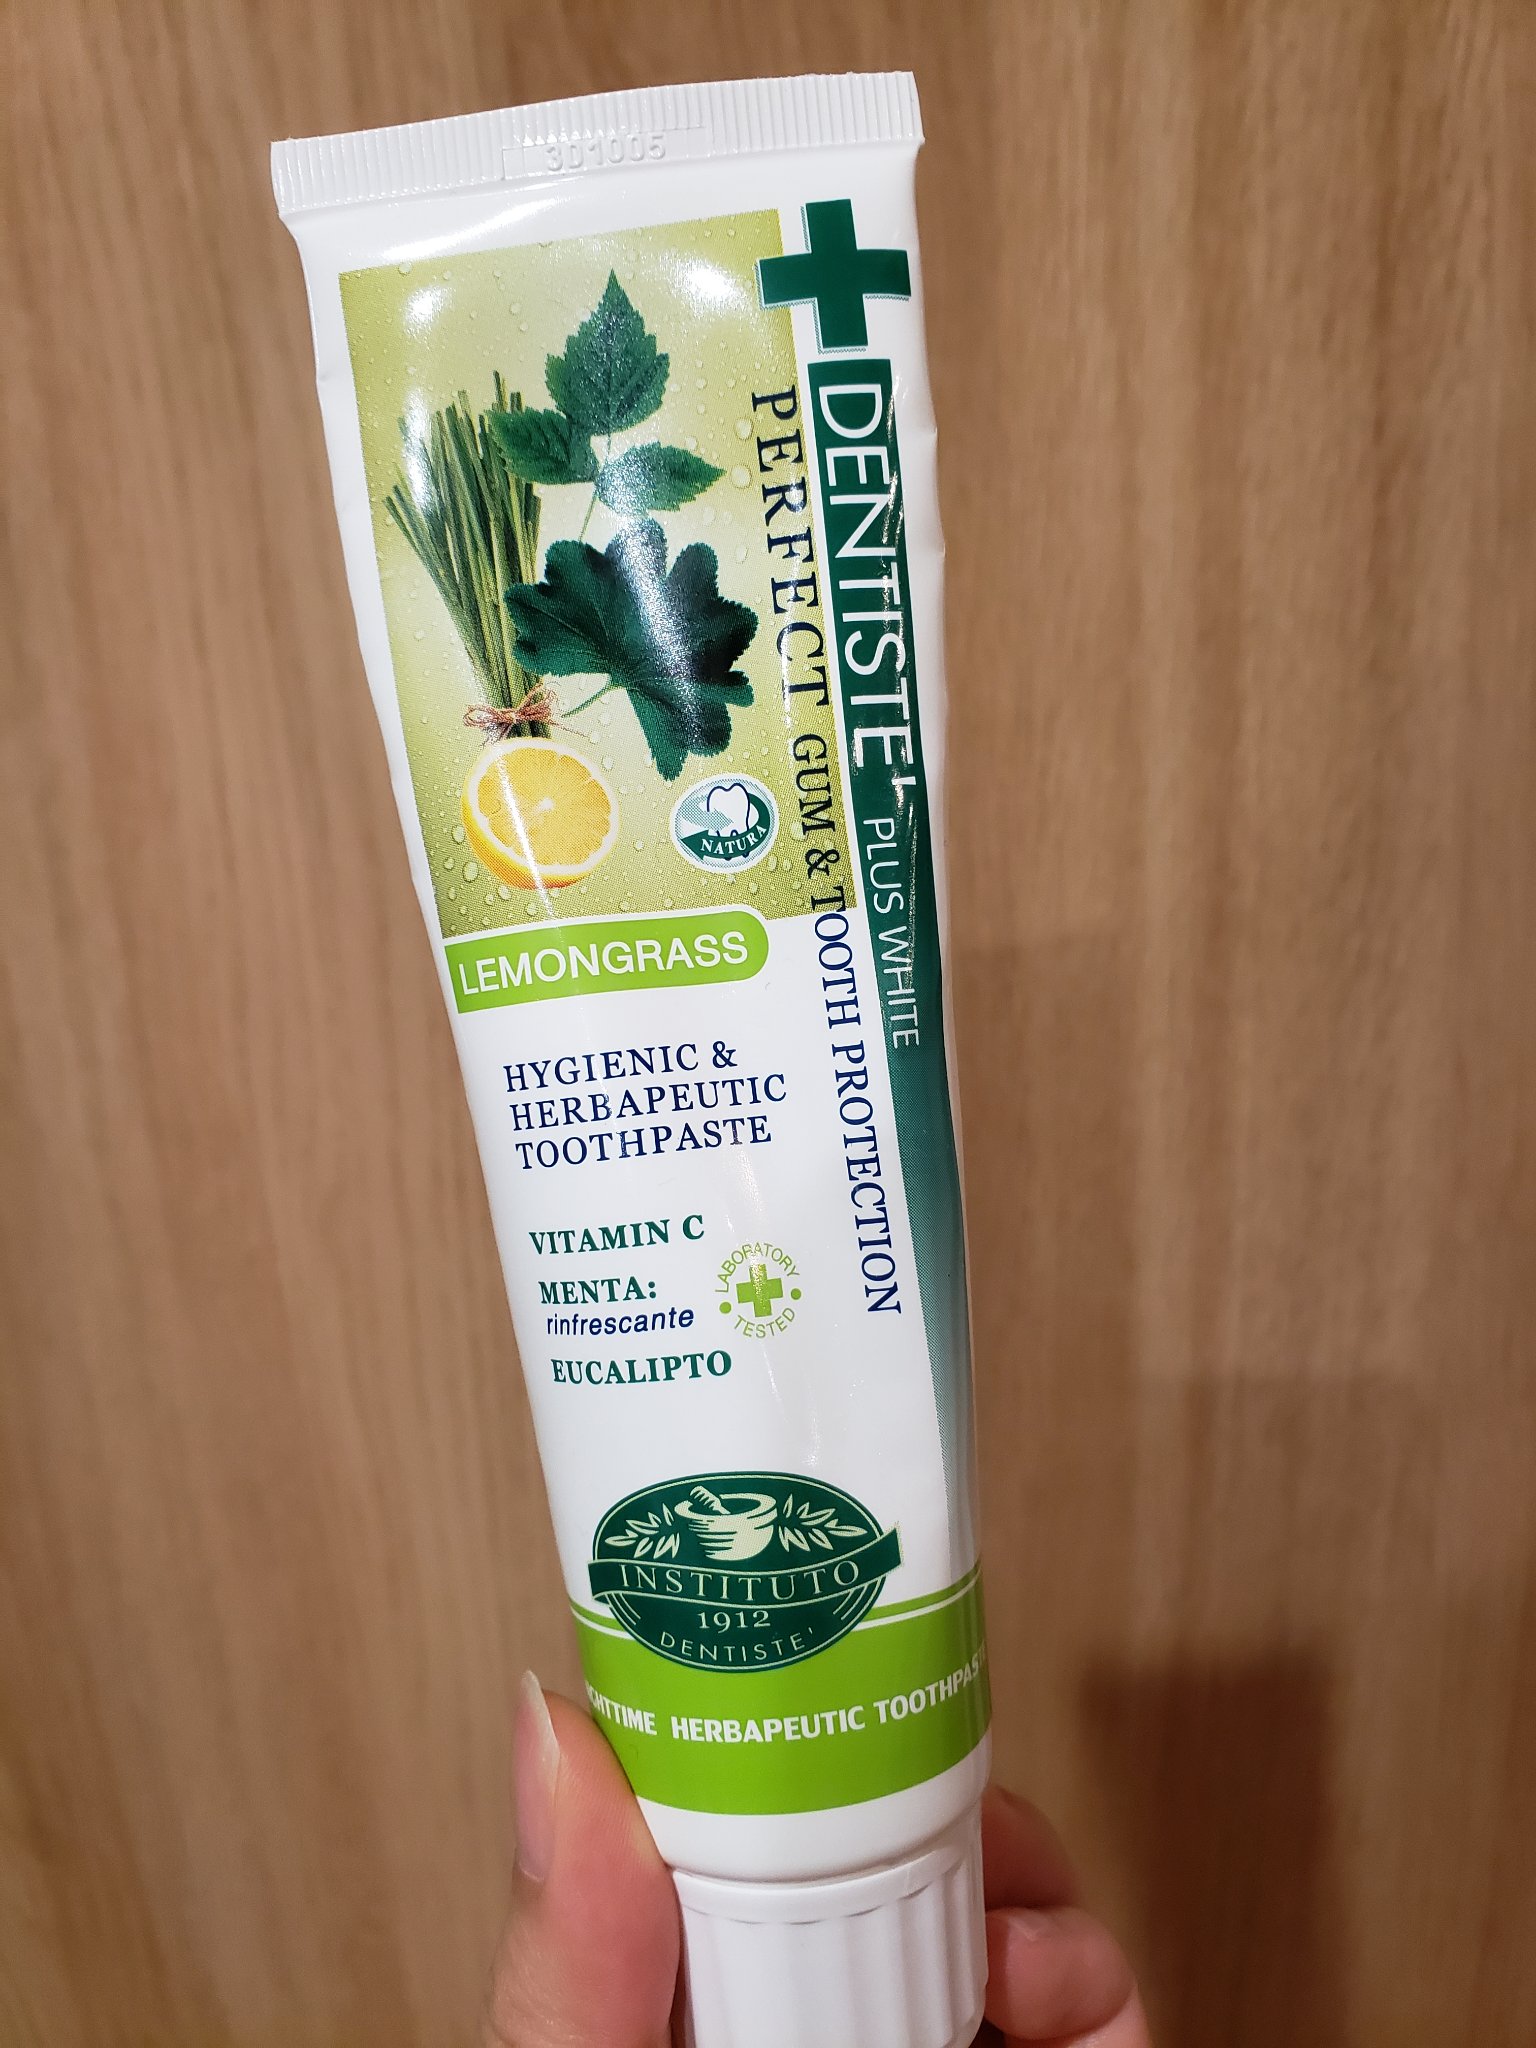 3D1005
DENTISTE' PLUS WHITE
PERFECT GUM & TOOTH PROTECTION
NATURA
LEMONGRASS
HYGIENIC &
HERBAPEUTIC
TOOTHPASTE
VITAMIN C
MENTA:
rinfrescante
EUCALIPTO
LABORATORY
TESTED
INSTITUTO
1912
DENTISTE'
HERBAPEUTIC